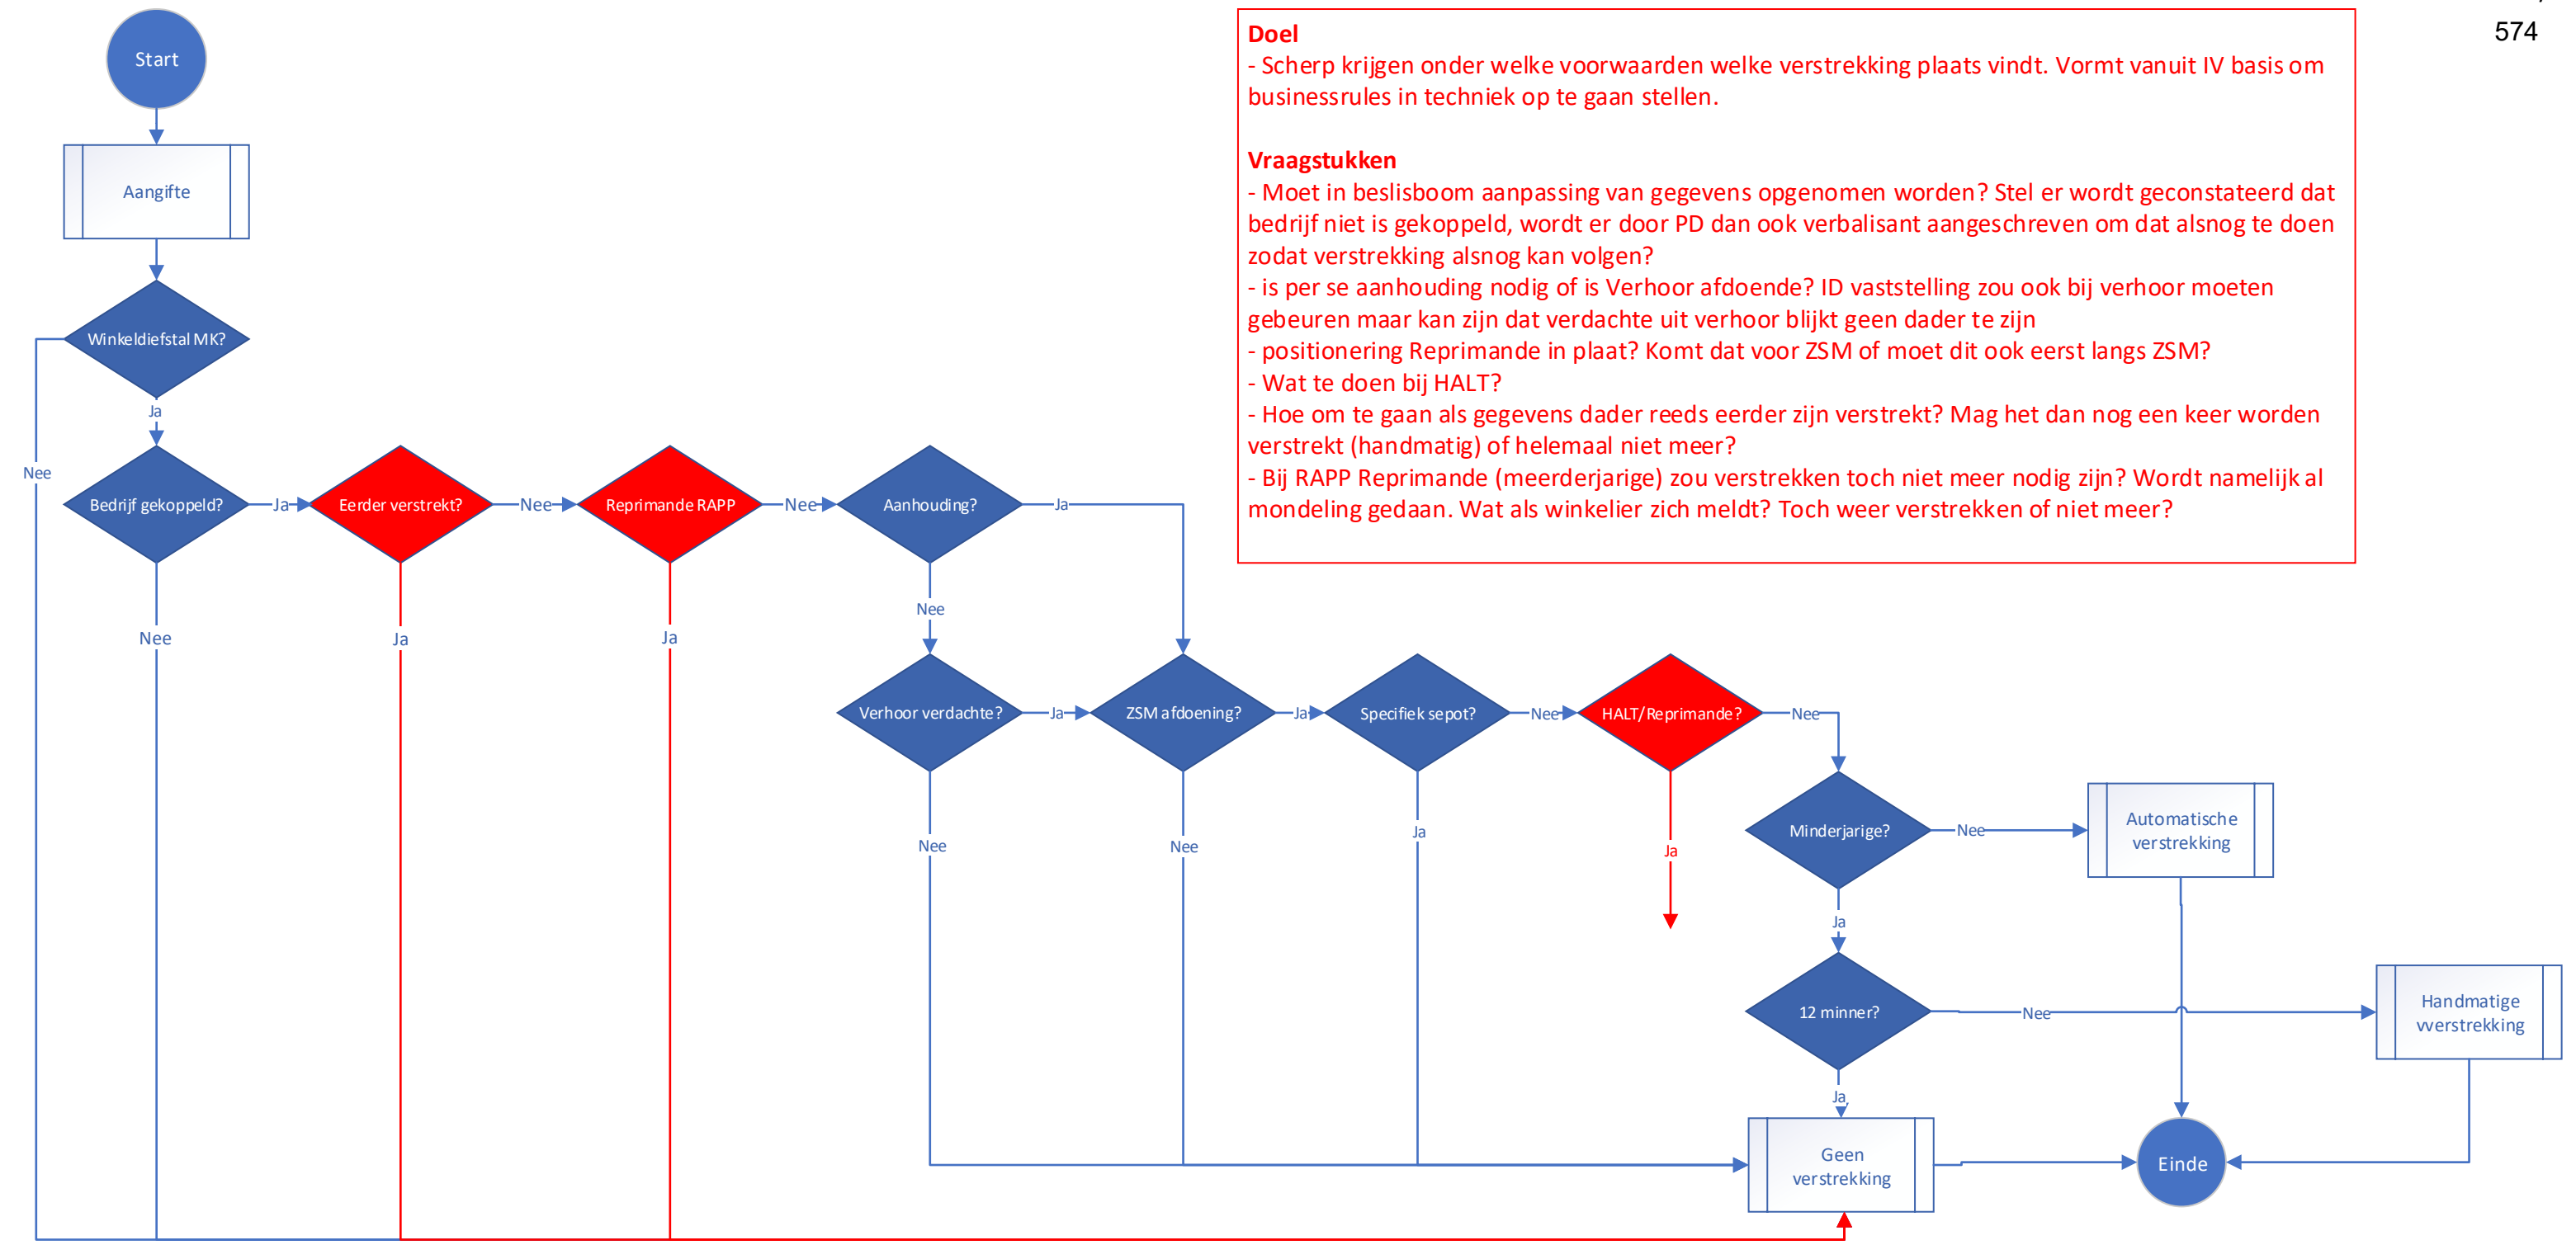 574
Doel
- Scherp krijgen onder welke voorwaarden welke verstrekking plaats vindt. Vormt vanuit IV basis om
businessrules in techniek op te gaan stellen.
Vraagstukken
- Moet in beslisboom aanpassing van gegevens opgenomen worden? Stel er wordt geconstateerd dat
bedrijf niet is gekoppeld, wordt er door PD dan ook verbalisant aangeschreven om dat alsnog te doen
zodat verstrekking alsnog kan volgen?
- is per se aanhouding nodig of is Verhoor afdoende? ID vaststelling zou ook bij verhoor moeten
gebeuren maar kan zijn dat verdachte uit verhoor blijkt geen dader te zijn
- positionering Reprimande in plaat? Komt dat voor ZSM of moet dit ook eerst langs ZSM?
- Wat te doen bij HALT?
- Hoe om te gaan als gegevens dader reeds eerder zijn verstrekt? Mag het dan nog een keer worden
verstrekt (handmatig) of helemaal niet meer?
- Bij RAPP Reprimande (meerderjarige) zou verstrekken toch niet meer nodig zijn? Wordt namelijk al
mondeling gedaan. Wat als winkelier zich meldt? Toch weer verstrekken of niet meer?
Start
Aangifte
Winkeldiefstal MK?
Ja
Nee
Bedrijf gekoppeld?
Ja
Eerder verstrekt?
Nee
Reprimande RAPP
Nee
Aanhouding?
Ja
Nee
Nee
Ja
Ja
Verhoor verdachte?
Ja
ZSM afdoening?
Ja
Specifiek sepot?
Nee
HALT/Reprimande?
Nee
Nee
Nee
Ja
Ja
Minderjarige?
Nee
Automatische
verstrekking
Ja
12 minner?
Nee
Handmatige
vverstrekking
Ja
Geen
verstrekking
Einde